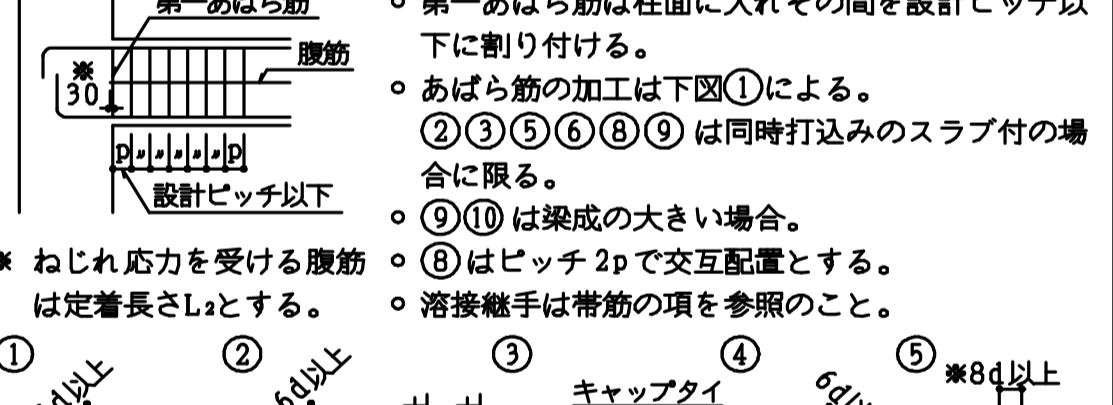 第一あばら筋
腹筋
※
30
p〃〃〃〃〃p
設計ピッチ以下
※ ねじれ応力を受ける腹筋
は定着長さL₂とする。
○ 第一あばら筋は柱面に入れその間を設計ピッチ以
下に割り付ける。
○ あばら筋の加工は下図①による。
②③⑤⑥⑧⑨は同時打込みのスラブ付の場
合に限る。
○ ⑨⑩は梁成の大きい場合。
○ ⑧はピッチ2pで交互配置とする。
○ 溶接継手は帯筋の項を参照のこと。
① ② ③ ④ ⑤
6d以上
キャップタイ
※8d以上